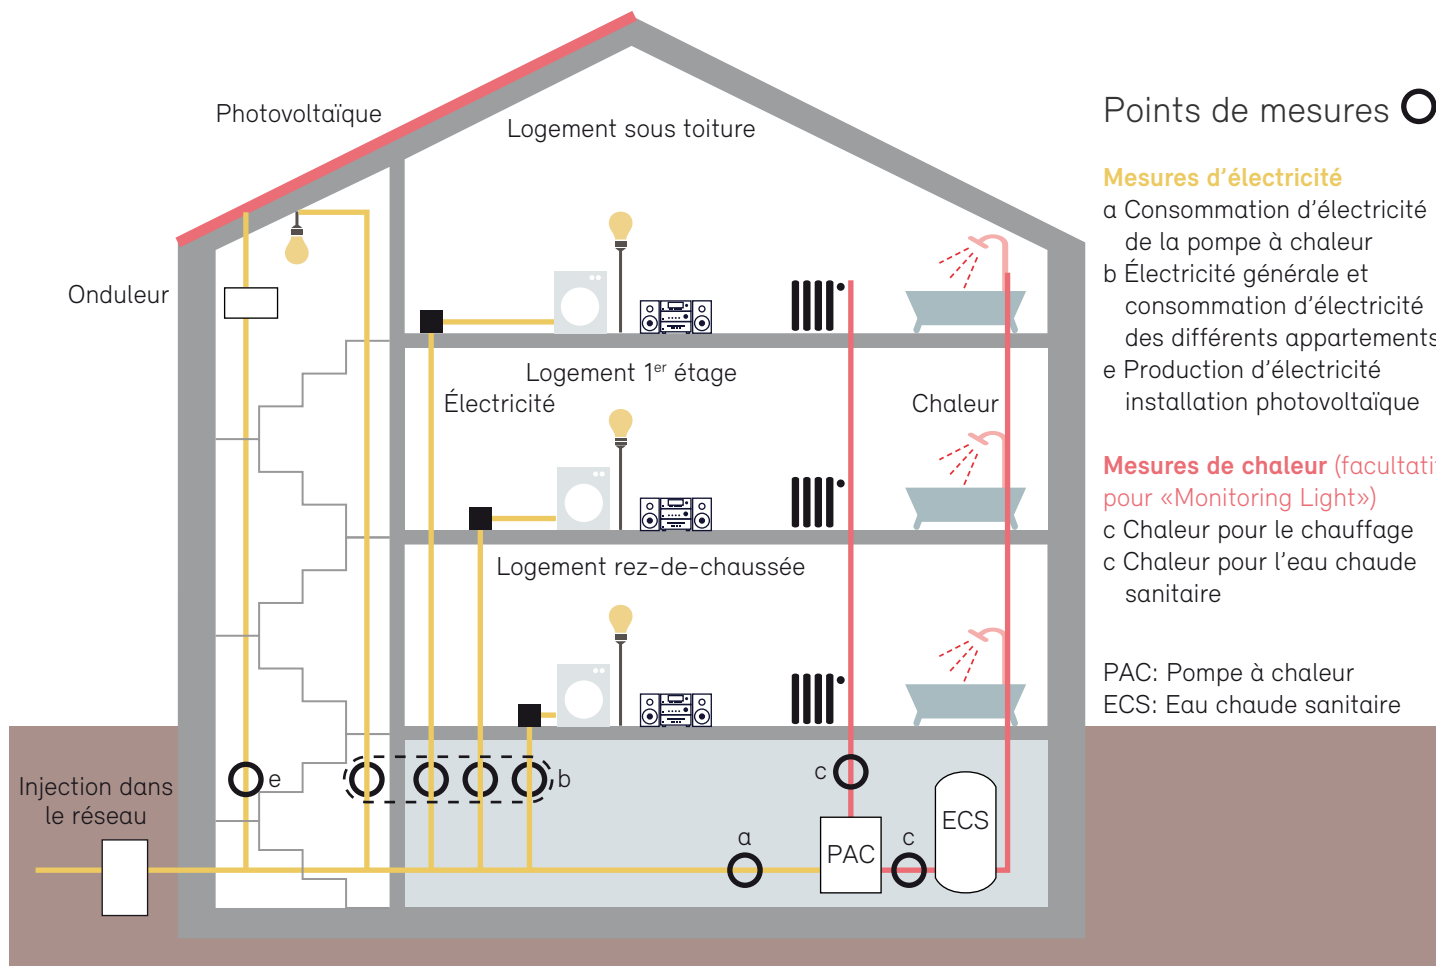 Photovoltaïque
Logement sous toiture
Onduleur
Logement 1er étage
Électricité
Chaleur
Logement rez-de-chaussée
Injection dans
le réseau
e
b
c
a
c
PAC
ECS
Points de mesures
Mesures d’électricité
a Consommation d’électricité
de la pompe à chaleur
b Électricité générale et
consommation d’électricité
des différents appartements
e Production d’électricité
installation photovoltaïque
Mesures de chaleur (facultati
pour «Monitoring Light»)
c Chaleur pour le chauffage
c Chaleur pour l’eau chaude
sanitaire
PAC: Pompe à chaleur
ECS: Eau chaude sanitaire